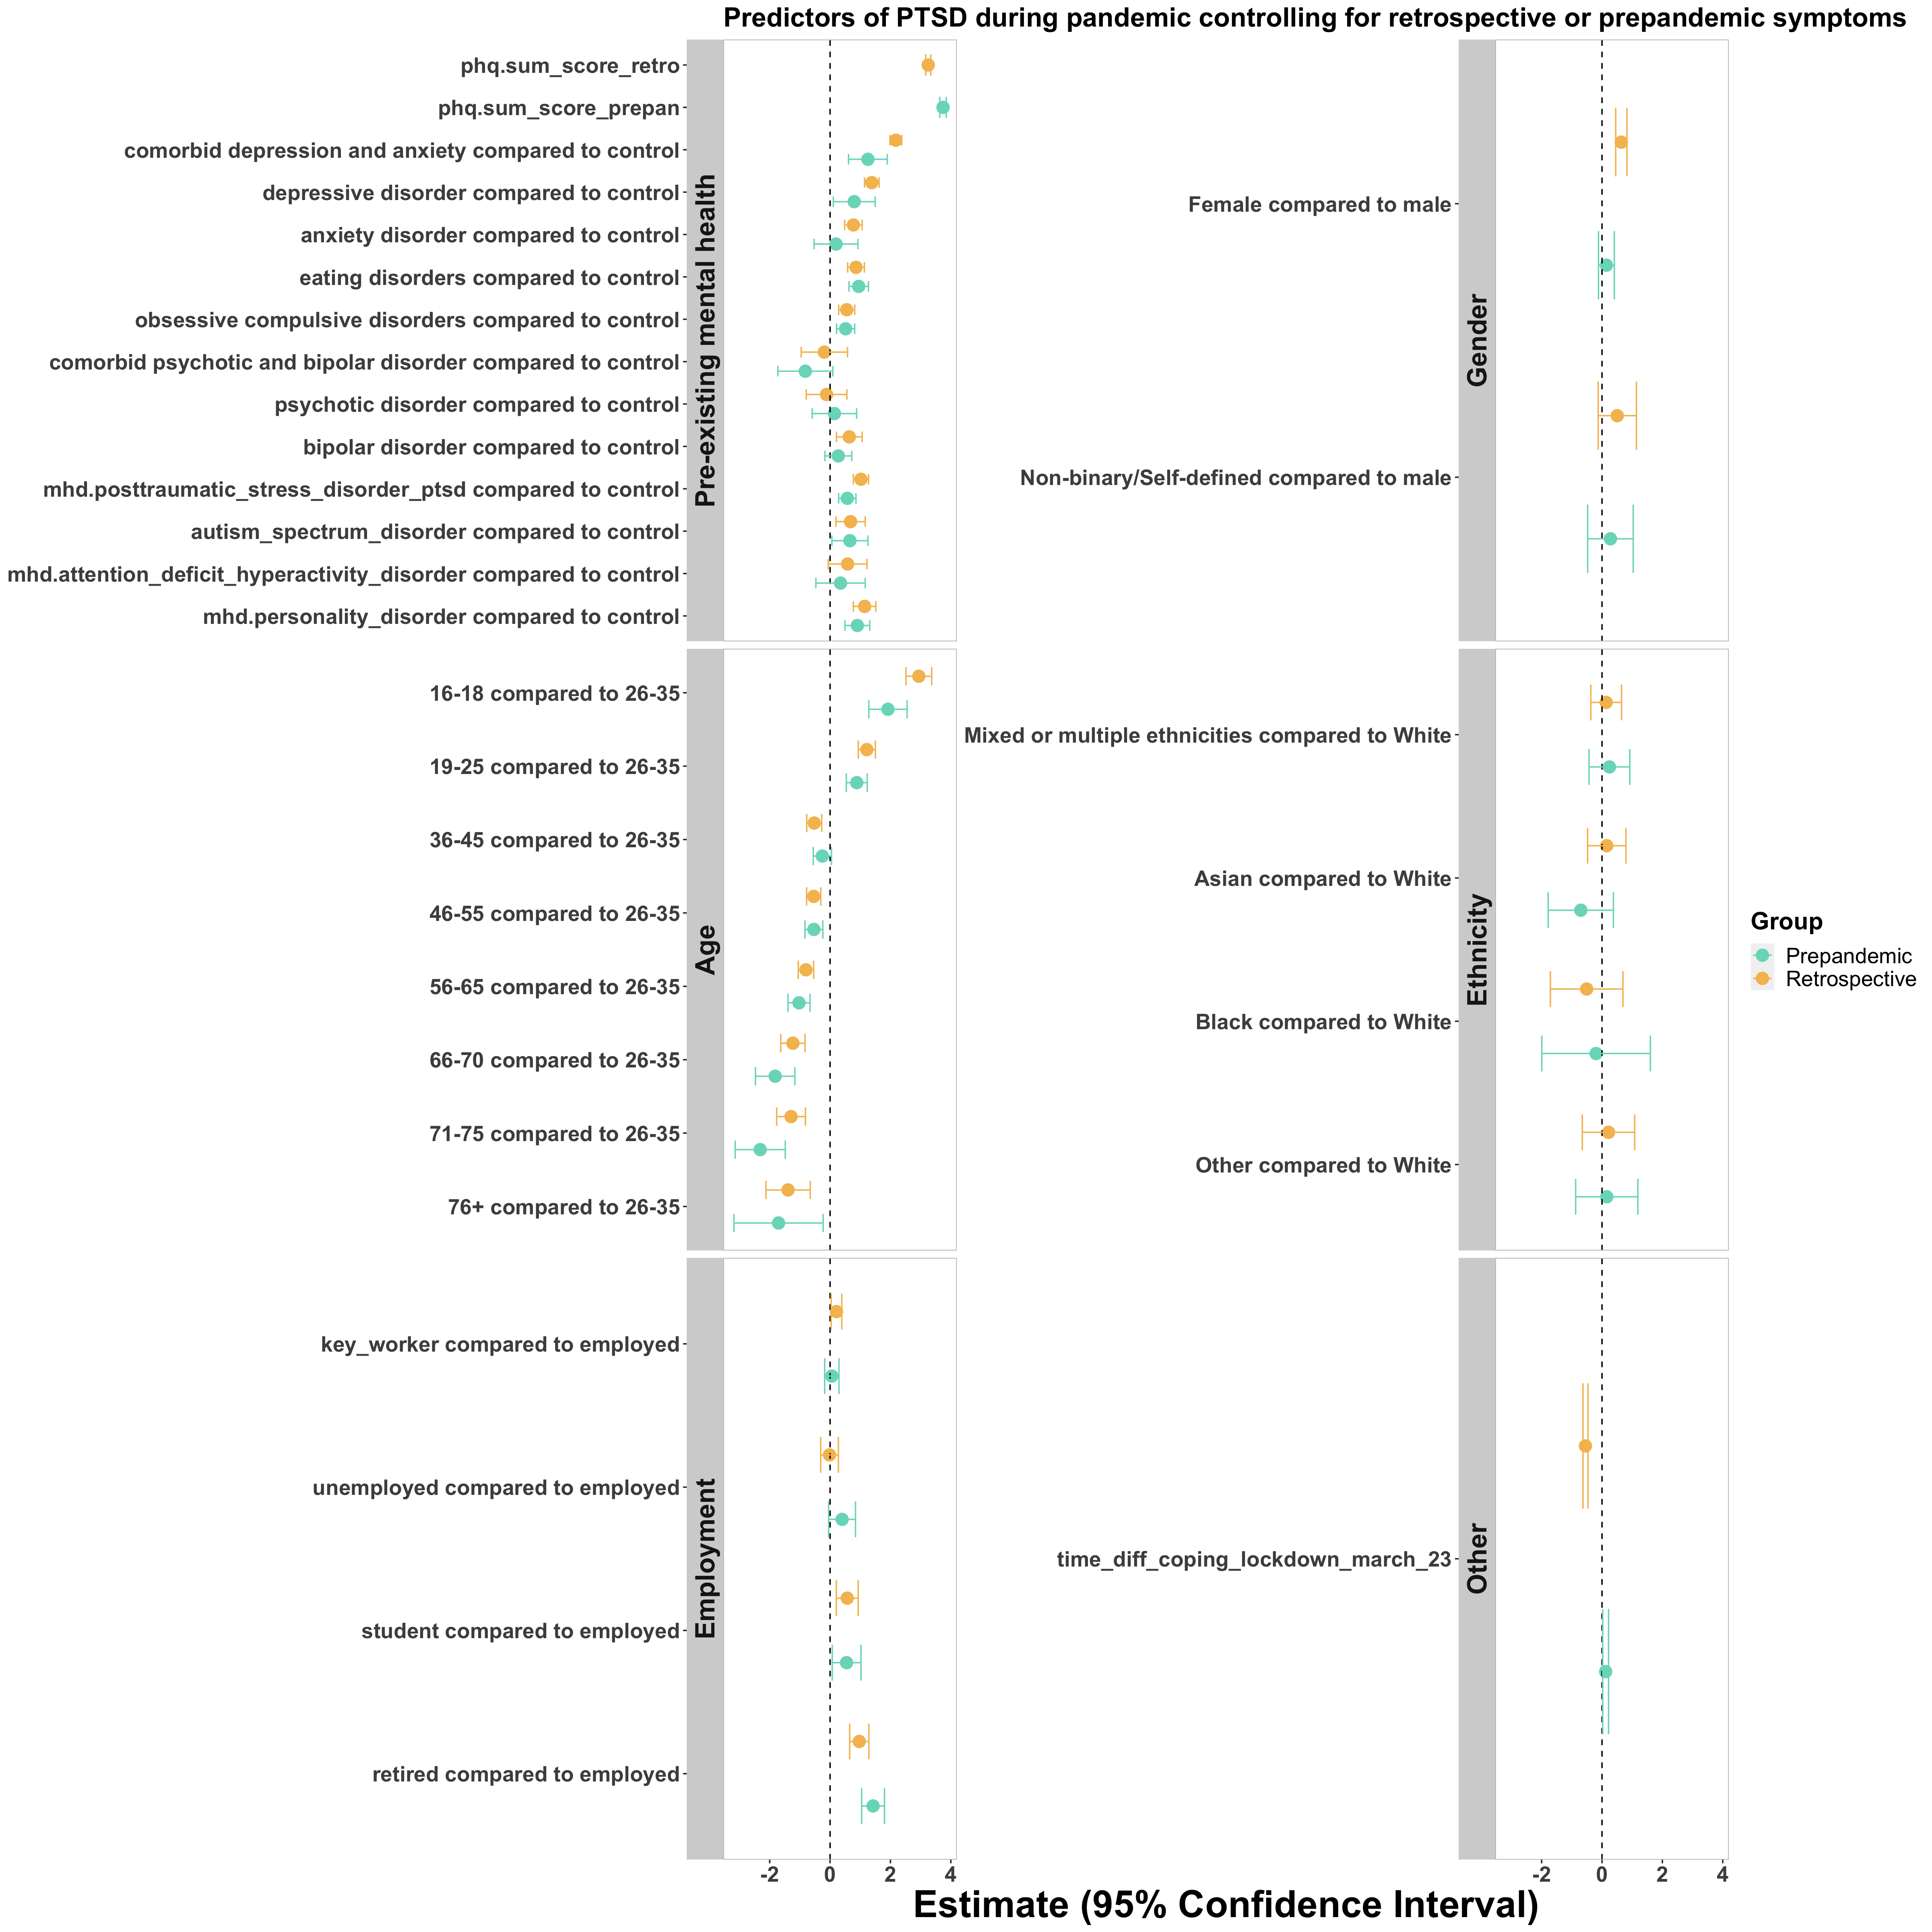 Predictors of PTSD during pandemic controlling for retrospective or prepandemic symptoms
Pre-existing mental health
phq.sum_score_retro
phq.sum_score_prepan
comorbid depression and anxiety compared to control
depressive disorder compared to control
anxiety disorder compared to control
eating disorders compared to control
obsessive compulsive disorders compared to control
comorbid psychotic and bipolar disorder compared to control
psychotic disorder compared to control
bipolar disorder compared to control
mhd.posttraumatic_stress_disorder_ptsd compared to control
autism_spectrum_disorder compared to control
mhd.attention_deficit_hyperactivity_disorder compared to control
mhd.personality_disorder compared to control
Age
16-18 compared to 26-35
19-25 compared to 26-35
36-45 compared to 26-35
46-55 compared to 26-35
56-65 compared to 26-35
66-70 compared to 26-35
71-75 compared to 26-35
76+ compared to 26-35
Employment
key_worker compared to employed
unemployed compared to employed
student compared to employed
retired compared to employed
-2 0 2 4
Gender
Female compared to male
Non-binary/Self-defined compared to male
Ethnicity
Mixed or multiple ethnicities compared to White
Asian compared to White
Black compared to White
Other compared to White
Other
time_diff_coping_lockdown_march_23
-2 0 2 4
Estimate (95% Confidence Interval)
Group
Prepandemic
Retrospective